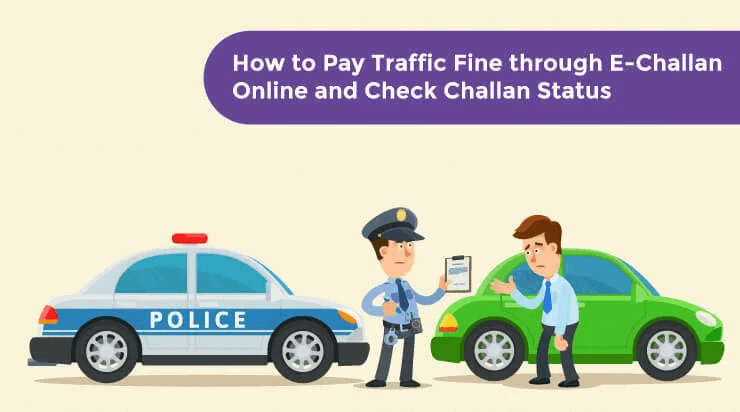 How to Pay Traffic Fine through E-Challan
Online and Check Challan Status
POLICE